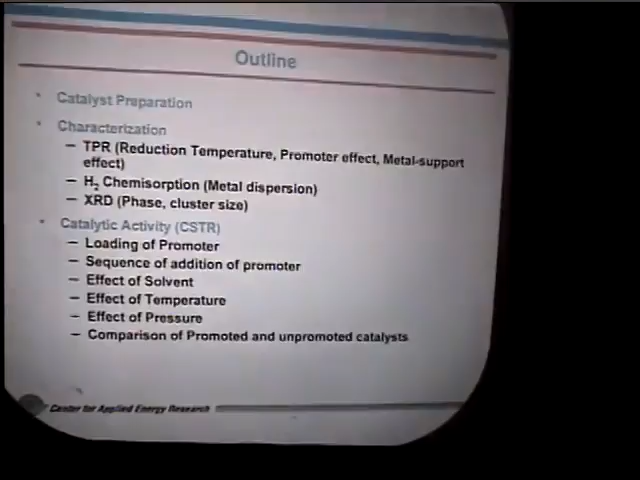 Outline
• Catalyst Preparation
• Characterization
– TPR (Reduction Temperature, Promoter effect, Metal-support
effect)
– H2 Chemisorption (Metal dispersion)
– XRD (Phase, cluster size)
• Catalytic Activity (CSTR)
– Loading of Promoter
– Sequence of addition of promoter
– Effect of Solvent
– Effect of Temperature
– Effect of Pressure
– Comparison of Promoted and unpromoted catalysts
Center for Applied Energy Research